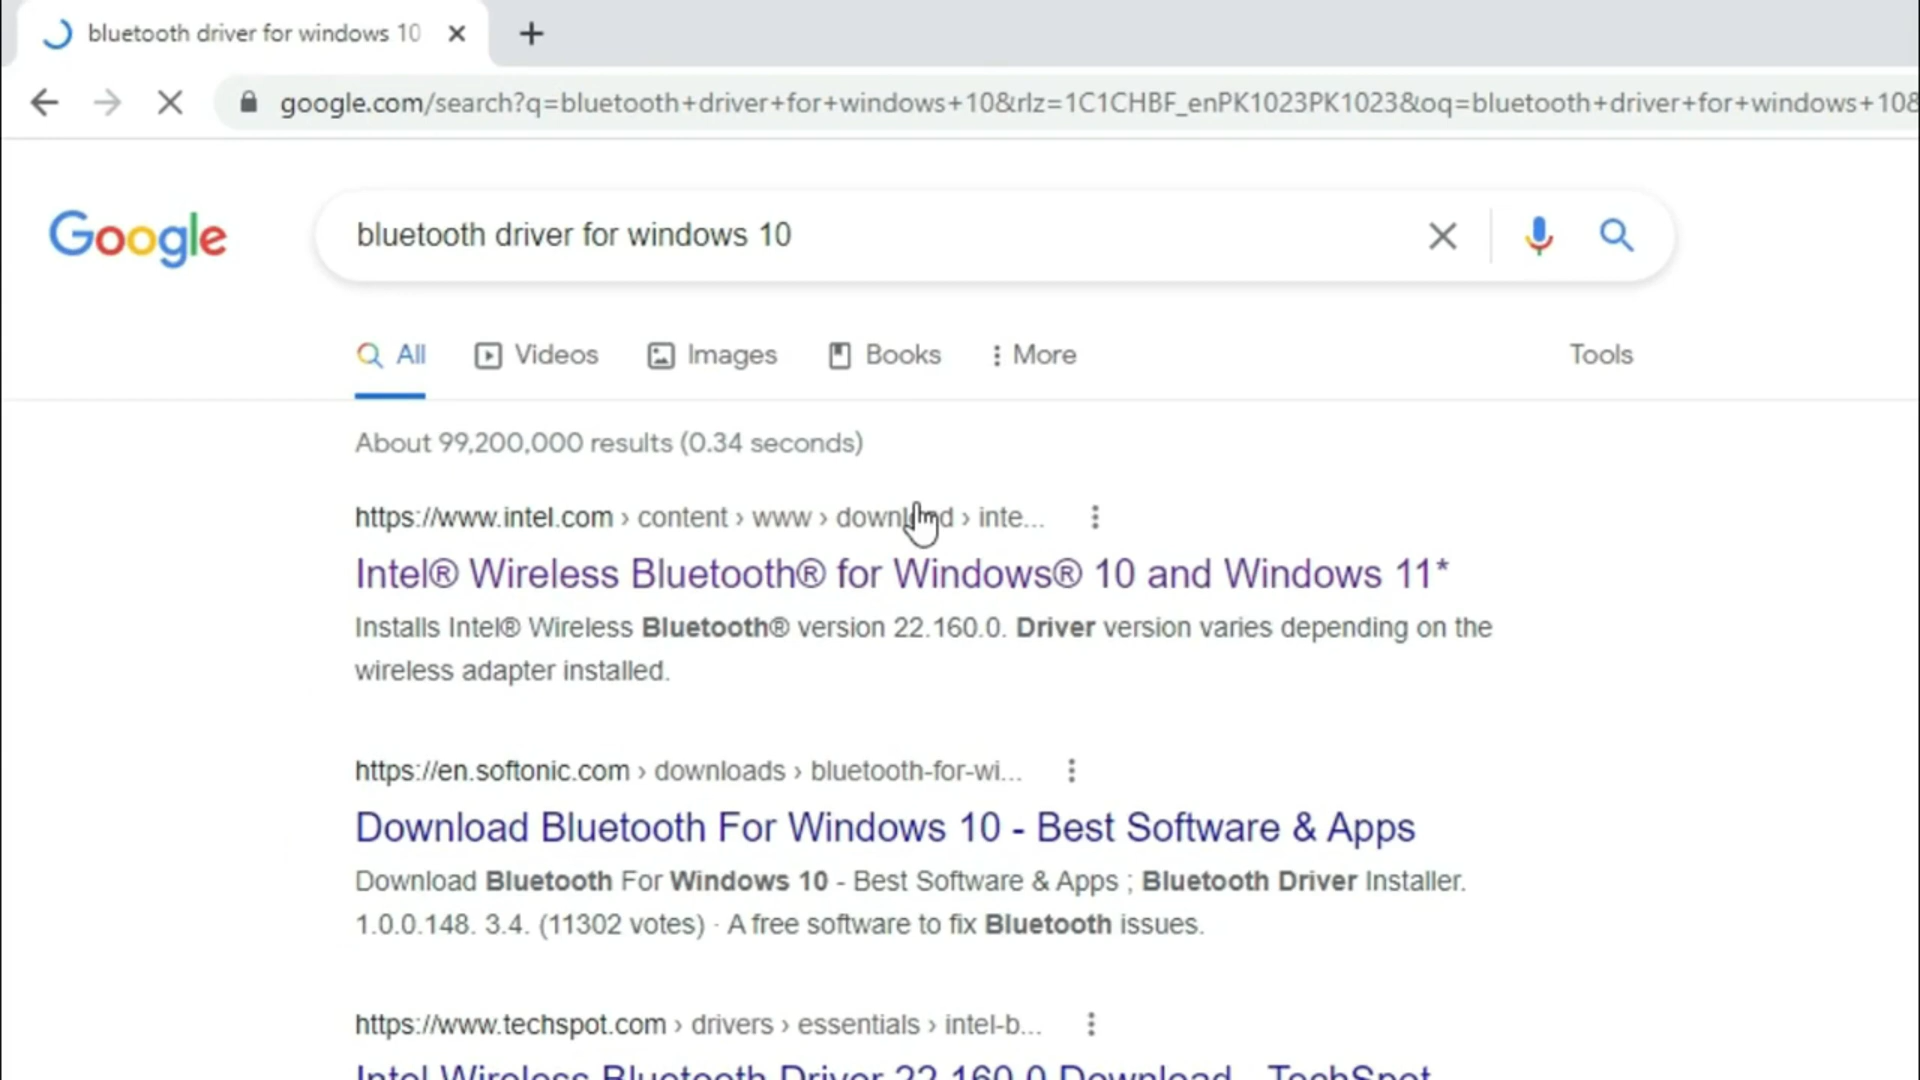 bluetooth driver for windows 10
google.com/search?q=bluetooth+driver+for+windows+10&rlz=1C1CHBF_enPK1023PK1023&oq=bluetooth+driver+for+windows+108
Google
bluetooth driver for windows 10
All Videos Images Books More Tools
About 99,200,000 results (0.34 seconds)
https://www.intel.com › content › www › download › inte...
Intel® Wireless Bluetooth® for Windows® 10 and Windows 11*
Installs Intel® Wireless Bluetooth® version 22.160.0. Driver version varies depending on the
wireless adapter installed.
https://en.softonic.com › downloads › bluetooth-for-wi...
Download Bluetooth For Windows 10 - Best Software & Apps
Download Bluetooth For Windows 10 - Best Software & Apps ; Bluetooth Driver Installer.
1.0.0.148. 3.4. (11302 votes) · A free software to fix Bluetooth issues.
https://www.techspot.com › drivers › essentials › intel-b...
Intel Wireless Bluetooth Driver 22.160.0 Download - TechSpot